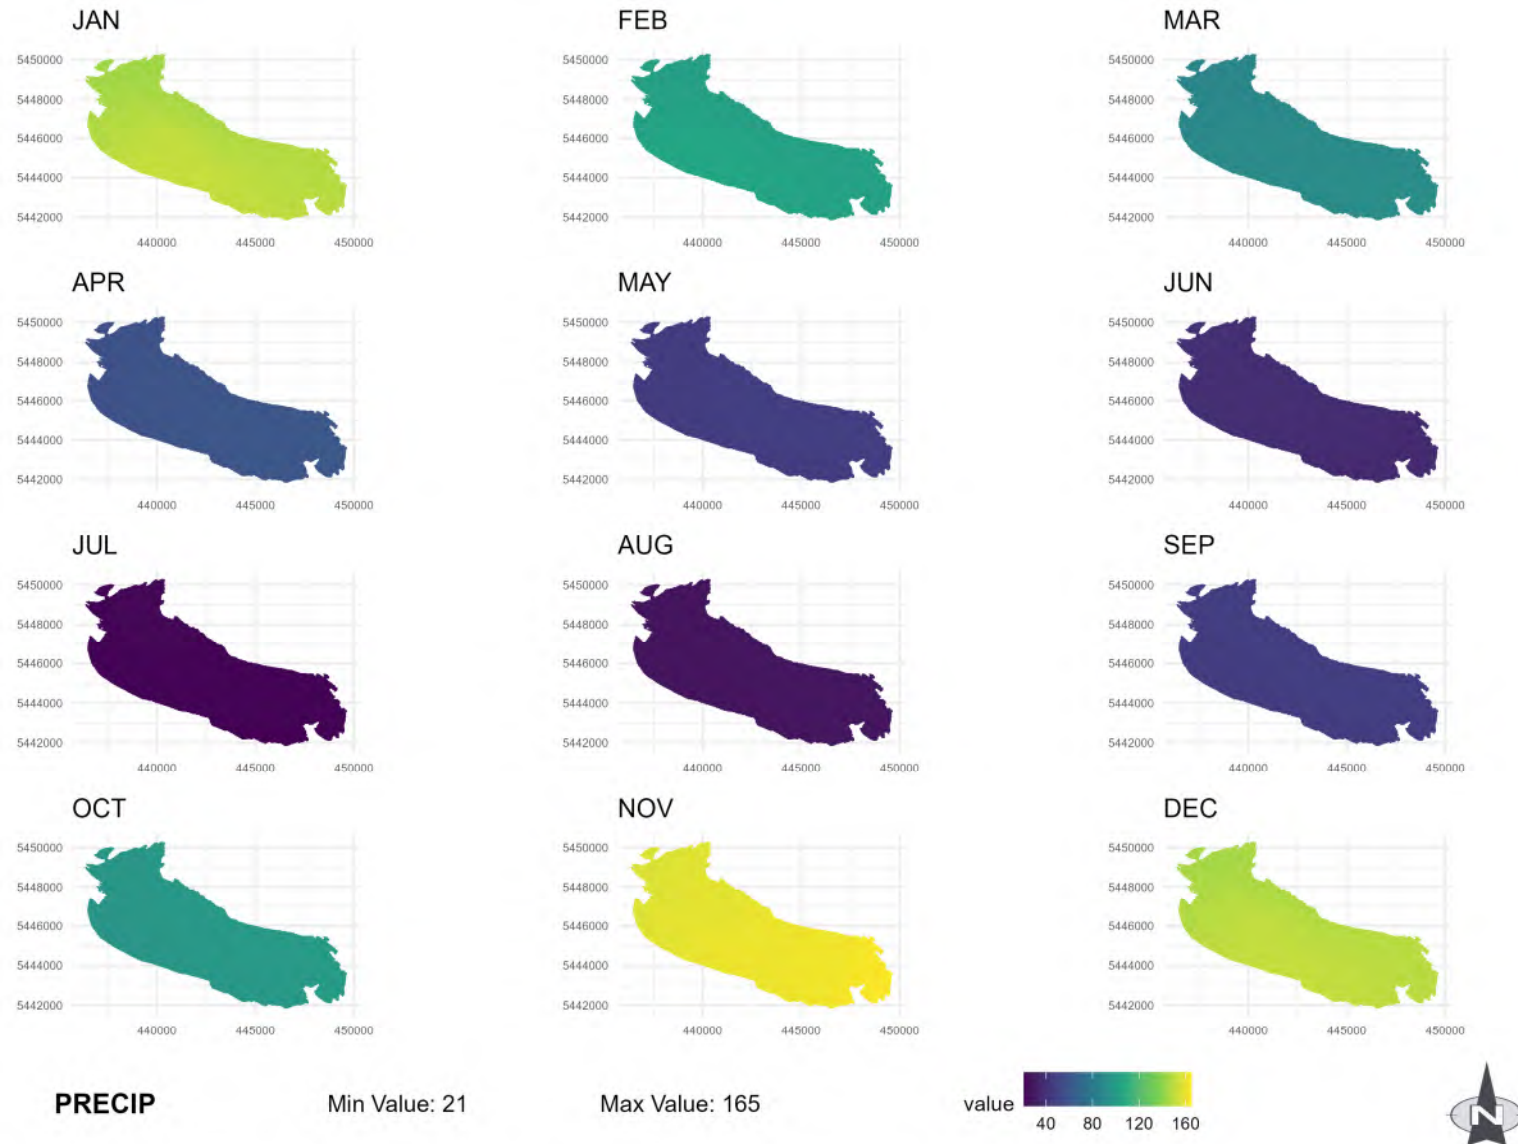 JAN FEB MAR
5450000 5450000 5450000
5448000 5448000 5448000
5446000 5446000 5446000
5444000 5444000 5444000
5442000 5442000 5442000
440000 445000 450000 440000 445000 450000 440000 445000 450000
APR MAY JUN
5450000 5450000 5450000
5448000 5448000 5448000
5446000 5446000 5446000
5444000 5444000 5444000
5442000 5442000 5442000
440000 445000 450000 440000 445000 450000 440000 445000 450000
JUL AUG SEP
5450000 5450000 5450000
5448000 5448000 5448000
5446000 5446000 5446000
5444000 5444000 5444000
5442000 5442000 5442000
440000 445000 450000 440000 445000 450000 440000 445000 450000
OCT NOV DEC
5450000 5450000 5450000
5448000 5448000 5448000
5446000 5446000 5446000
5444000 5444000 5444000
5442000 5442000 5442000
440000 445000 450000 440000 445000 450000 440000 445000 450000
PRECIP Min Value: 21 Max Value: 165 value
40 80 120 160
N